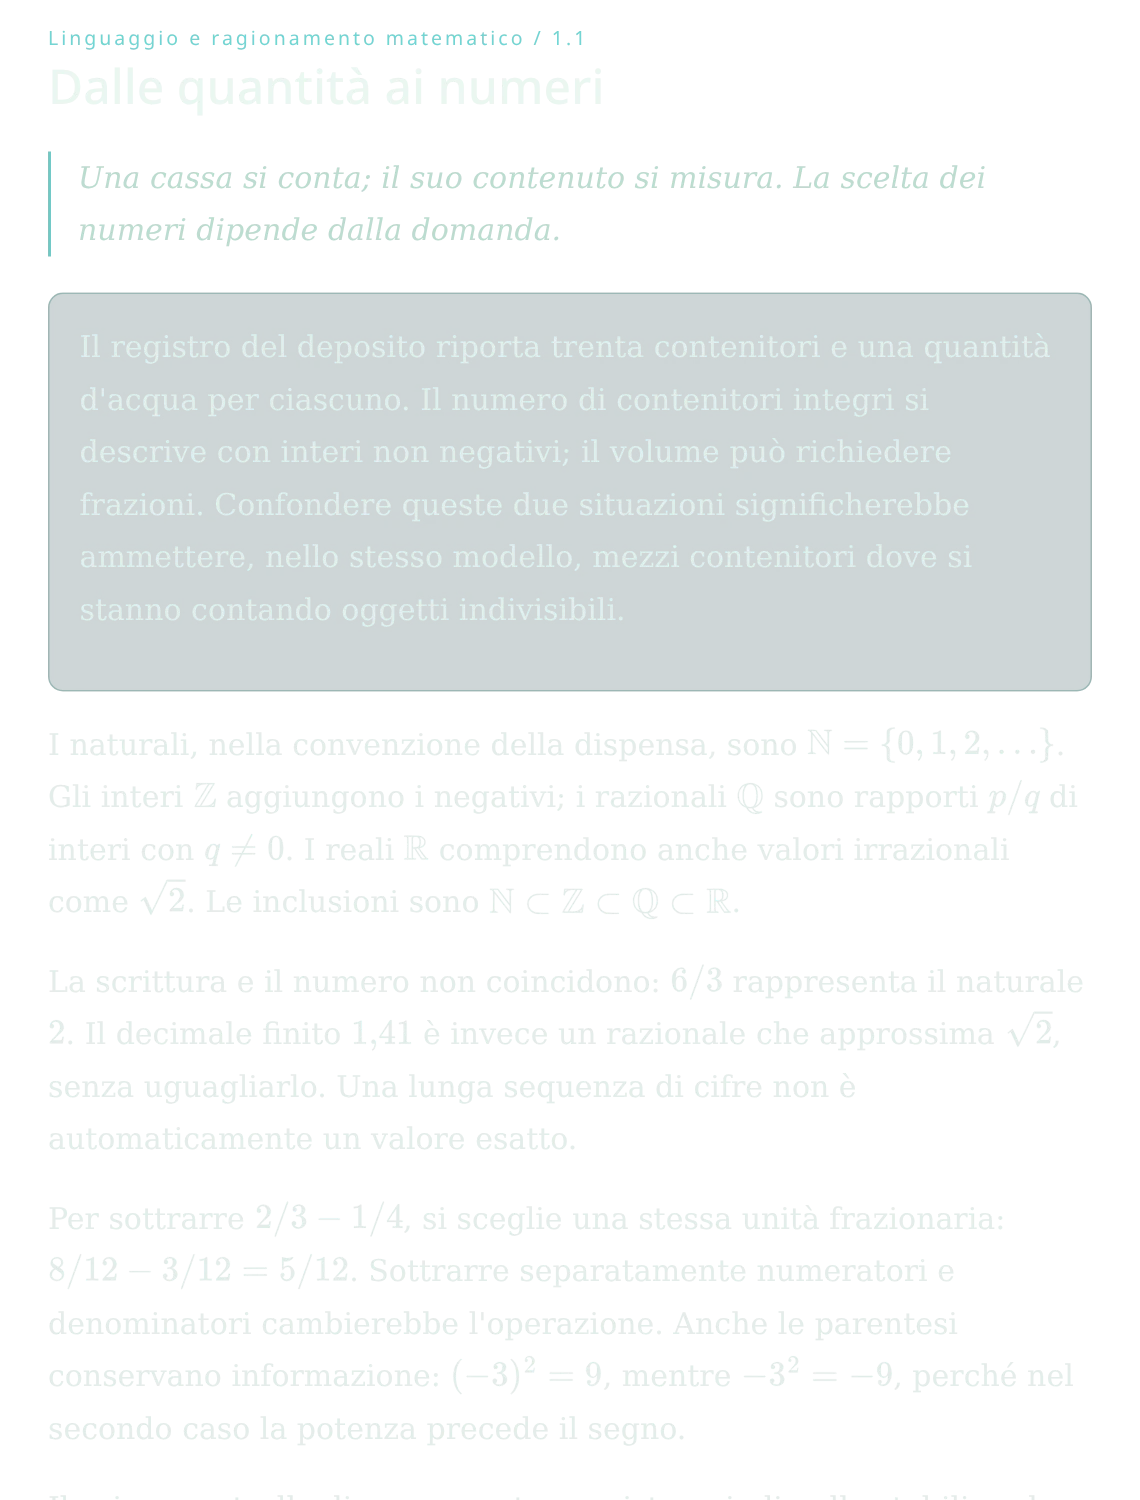 Linguaggio e ragionamento matematico / 1.1
Dalle quantità ai numeri
Una cassa si conta; il suo contenuto si misura. La scelta dei
numeri dipende dalla domanda.
Il registro del deposito riporta trenta contenitori e una quantità
d'acqua per ciascuno. Il numero di contenitori integri si
descrive con interi non negativi; il volume può richiedere
frazioni. Confondere queste due situazioni significherebbe
ammettere, nello stesso modello, mezzi contenitori dove si
stanno contando oggetti indivisibili.
I naturali, nella convenzione della dispensa, sono ℕ = {0, 1, 2, …}.
Gli interi ℤ aggiungono i negativi; i razionali ℚ sono rapporti p/q di
interi con q ≠ 0. I reali ℝ comprendono anche valori irrazionali
come √2. Le inclusioni sono ℕ ⊂ ℤ ⊂ ℚ ⊂ ℝ.
La scrittura e il numero non coincidono: 6/3 rappresenta il naturale
2. Il decimale finito 1,41 è invece un razionale che approssima √2,
senza uguagliarlo. Una lunga sequenza di cifre non è
automaticamente un valore esatto.
Per sottrarre 2/3 − 1/4, si sceglie una stessa unità frazionaria:
8/12 − 3/12 = 5/12. Sottrarre separatamente numeratori e
denominatori cambierebbe l'operazione. Anche le parentesi
conservano informazione: (−3)² = 9, mentre −3² = −9, perché nel
secondo caso la potenza precede il segno.